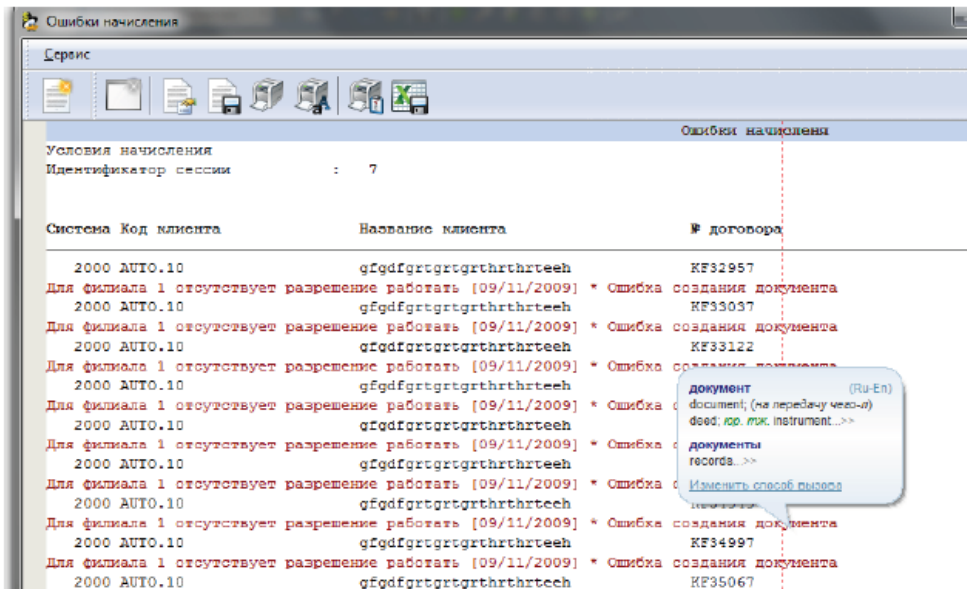 Ошибки начисления
Сервис
Ошибки начисленя
Условия начисления
Идентификатор сессии : 7
Система Код клиента Название клиента № договора
2000 AUTO.10 gfgdfgrtgrtgrthrthrteeh KF32957
Для филиала 1 отсутствует разрешение работать [09/11/2009] * Ошибка создания документа
2000 AUTO.10 gfgdfgrtgrtgrthrthrteeh KF33037
Для филиала 1 отсутствует разрешение работать [09/11/2009] * Ошибка создания документа
2000 AUTO.10 gfgdfgrtgrtgrthrthrteeh KF33122
Для филиала 1 отсутствует разрешение работать [09/11/2009] * Ошибка создания документа
2000 AUTO.10 gfgdfgrtgrtgrthrthrteeh
Для филиала 1 отсутствует разрешение работать [09/11/2009] * Ошибка
2000 AUTO.10 gfgdfgrtgrtgrthrthrteeh
Для филиала 1 отсутствует разрешение работать [09/11/2009] * Ошибка
2000 AUTO.10 gfgdfgrtgrtgrthrthrteeh
Для филиала 1 отсутствует разрешение работать [09/11/2009] * Ошибка
2000 AUTO.10 gfgdfgrtgrtgrthrthrteeh
Для филиала 1 отсутствует разрешение работать [09/11/2009] * Ошибка создания документа
2000 AUTO.10 gfgdfgrtgrtgrthrthrteeh KF34997
Для филиала 1 отсутствует разрешение работать [09/11/2009] * Ошибка создания документа
2000 AUTO.10 gfgdfgrtgrtgrthrthrteeh KF35067
документ (Ru-En)
document; (на передачу чего-л)
deed; юр. тж. instrument...>>
документы
records...>>
Изменить способ вызова